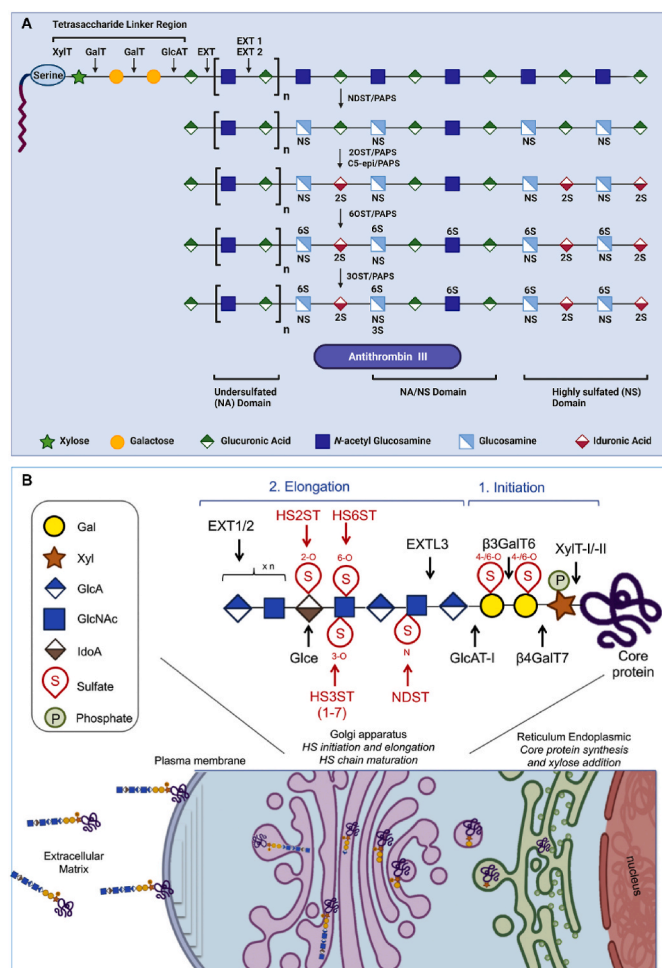 A
Tetrasaccharide Linker Region
XylT GalT GalT GlcAT EXT EXT 1
EXT 2
Serine
n
NDST/PAPS
NS NS NS NS
n
2OST/PAPS
C5-epi/PAPS
NS 2S NS NS 2S NS 2S
n
6OST/PAPS
6S 6S 6S 6S 6S
NS 2S NS NS 2S NS 2S
n
3OST/PAPS
6S 6S 6S 6S 6S
NS 2S NS 2S NS 2S
n 3S
NS
Antithrombin III
Undersulfated
(NA) Domain
NA/NS Domain
Highly sulfated (NS)
Domain
Xylose Galactose Glucuronic Acid N-acetyl Glucosamine Glucosamine Iduronic Acid
B
2. Elongation 1. Initiation
Gal
Xyl
GlcA
GlcNAc
IdoA
S Sulfate
P Phosphate
EXT1/2 HS2ST HS6ST EXTL3 β3GalT6 XylT-I/-II
x n
2-O 6-O 4-/6-O 4-/6-O
S S S S P
S S
3-O N
Glce
HS3ST
(1-7)
NDST
GlcAT-I β4GalT7
Core
protein
Golgi apparatus
HS initiation and elongation
HS chain maturation
Reticulum Endoplasmic
Core protein synthesis
and xylose addition
Plasma membrane
Extracellular
Matrix
nucleus